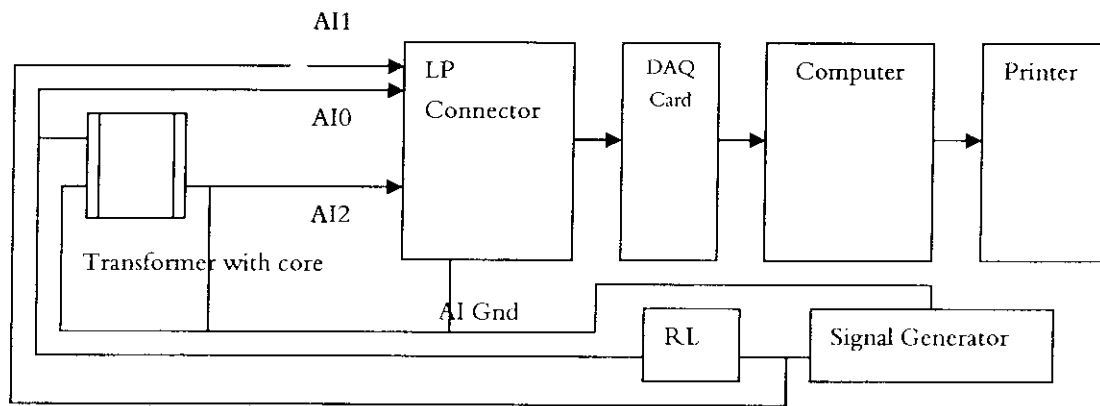 AI1
LP
Connector
DAQ
Card
Computer
Printer
AI0
AI2
Transformer with core
AI Gnd
RL
Signal Generator